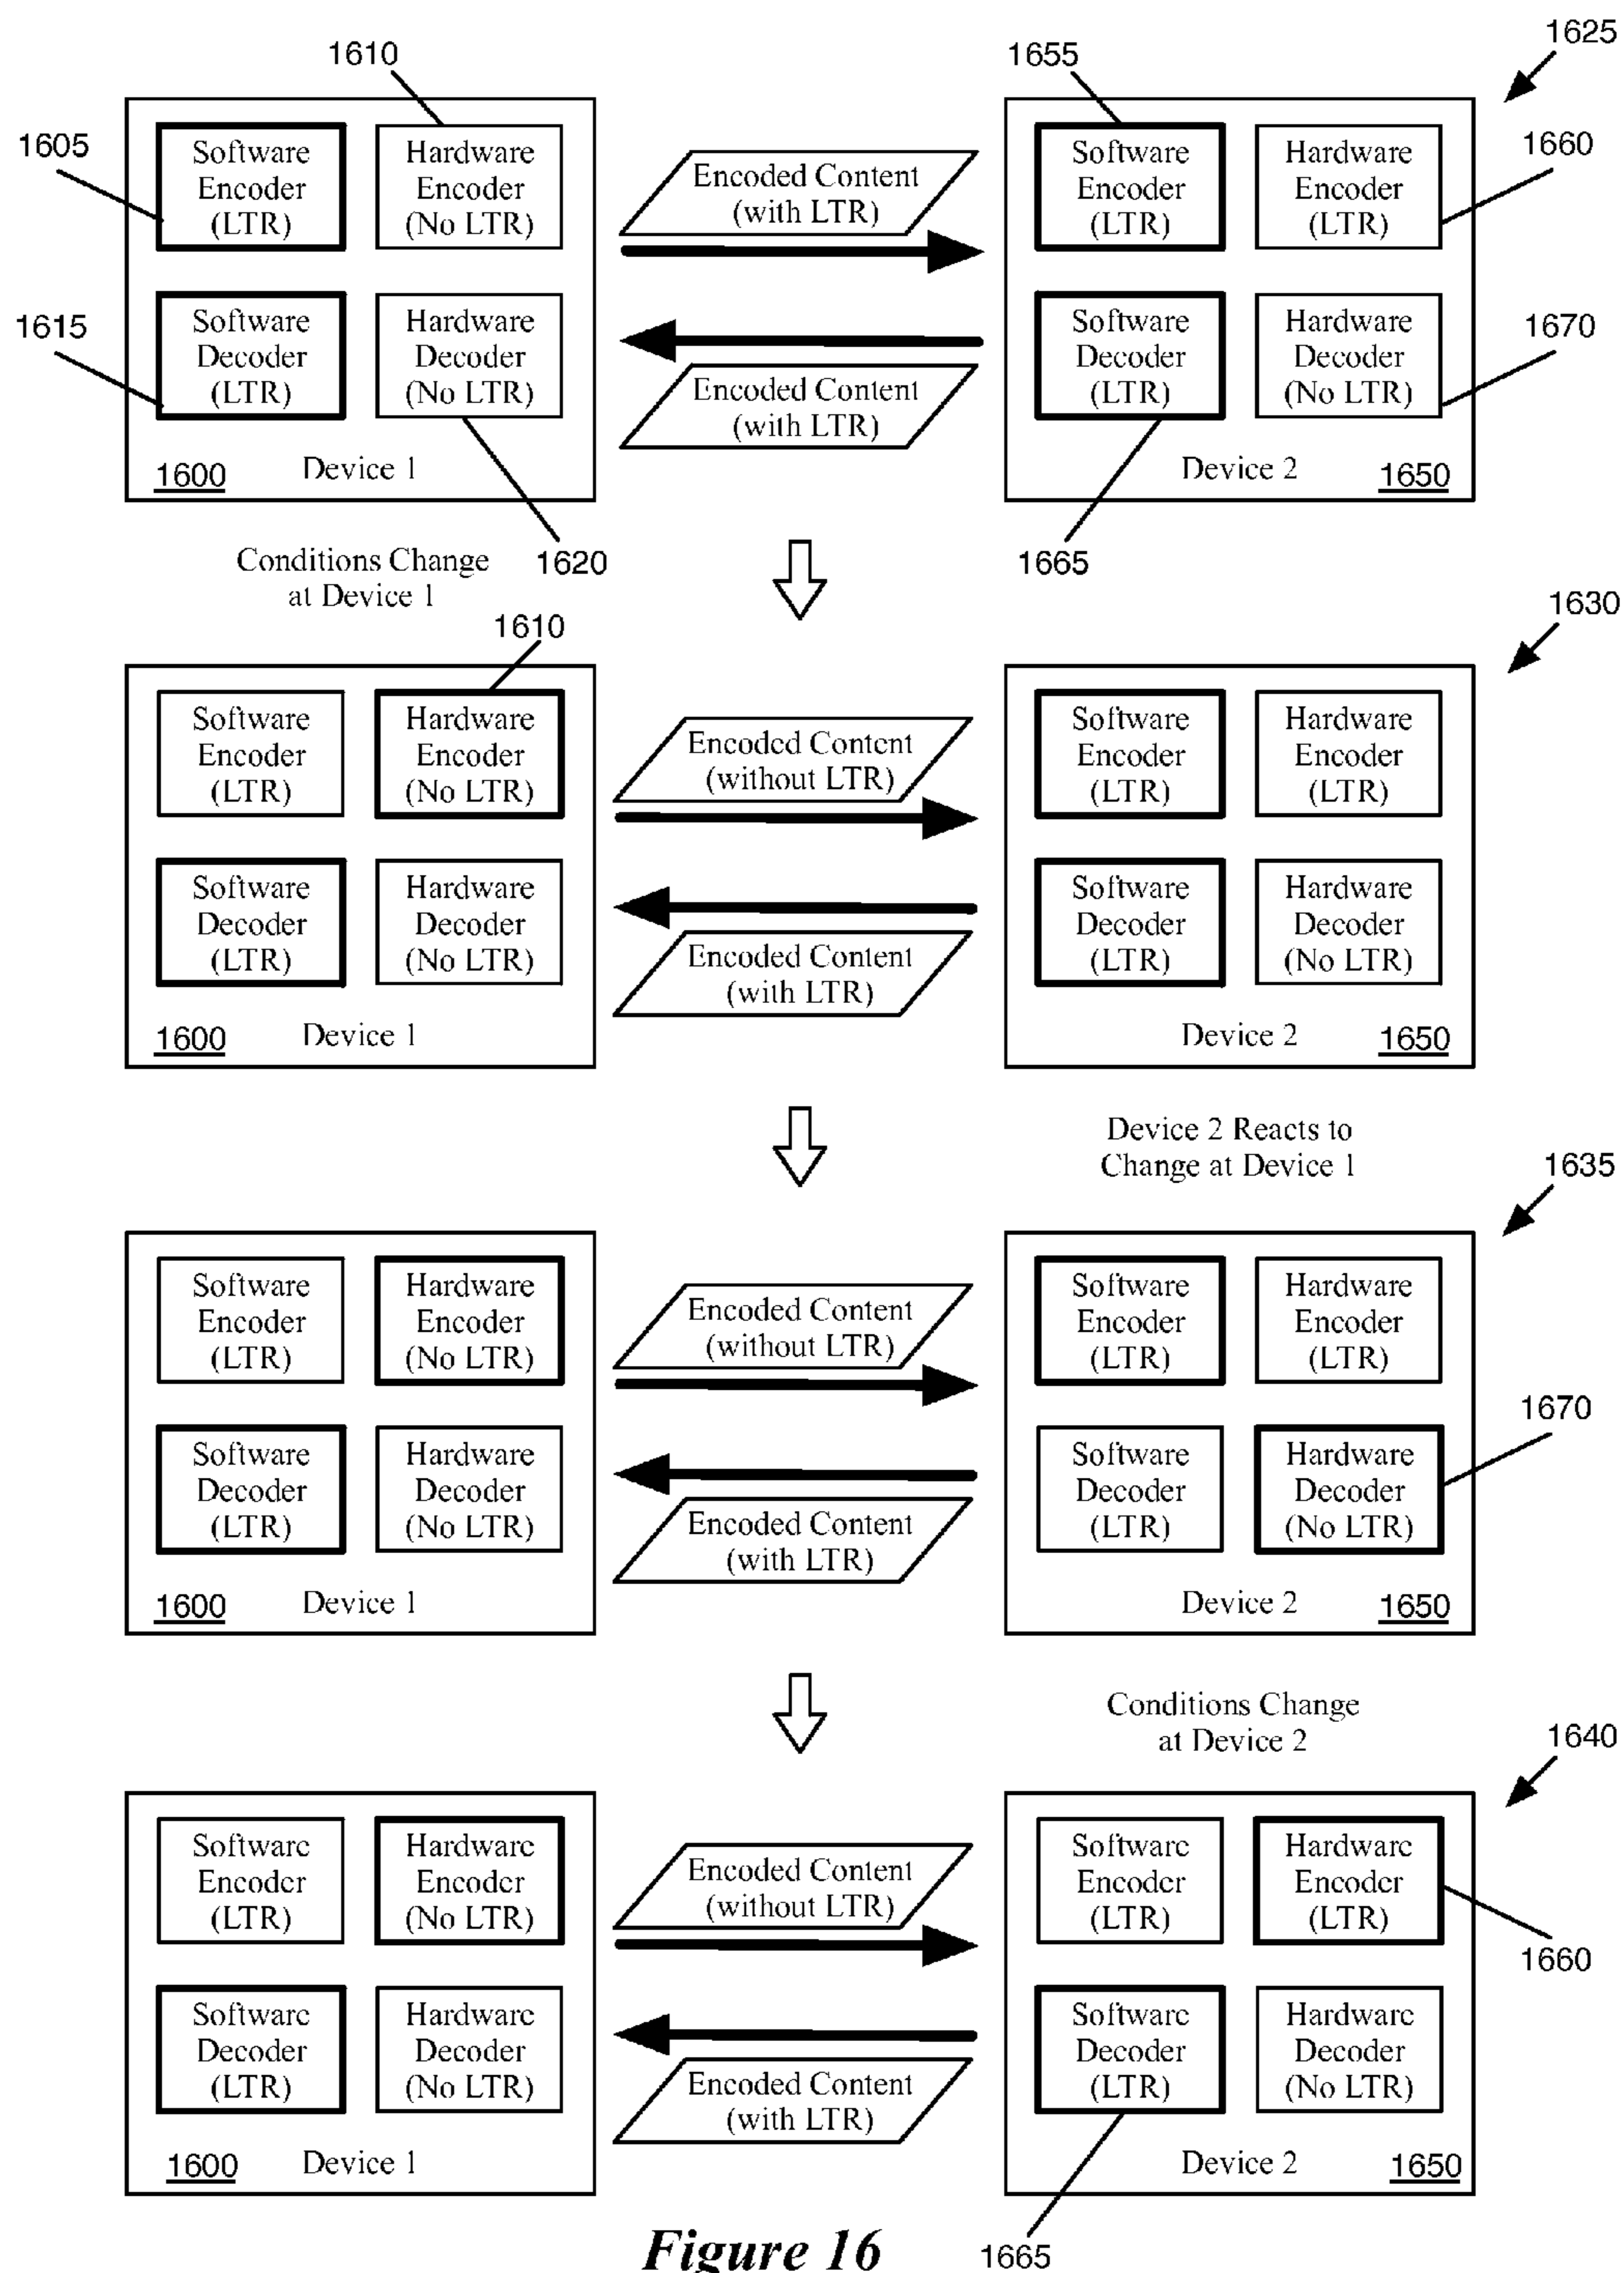 1610
1655
1625
1605
Software
Encoder
(LTR)
Hardware
Encoder
(No LTR)
Encoded Content
(with LTR)
Software
Encoder
(LTR)
Hardware
Encoder
(LTR)
1660
1615
Software
Decoder
(LTR)
Hardware
Decoder
(No LTR)
Encoded Content
(with LTR)
Software
Decoder
(LTR)
Hardware
Decoder
(No LTR)
1670
1600 Device 1
Device 2 1650
Conditions Change
at Device 1
1620
1665
1610
1630
Software
Encoder
(LTR)
Hardware
Encoder
(No LTR)
Encoded Content
(without LTR)
Software
Encoder
(LTR)
Hardware
Encoder
(LTR)
Software
Decoder
(LTR)
Hardware
Decoder
(No LTR)
Encoded Content
(with LTR)
Software
Decoder
(LTR)
Hardware
Decoder
(No LTR)
1600 Device 1
Device 2 1650
Device 2 Reacts to
Change at Device 1
1635
Software
Encoder
(LTR)
Hardware
Encoder
(No LTR)
Encoded Content
(without LTR)
Software
Encoder
(LTR)
Hardware
Encoder
(LTR)
Software
Decoder
(LTR)
Hardware
Decoder
(No LTR)
Encoded Content
(with LTR)
Software
Decoder
(LTR)
Hardware
Decoder
(No LTR)
1670
1600 Device 1
Device 2 1650
Conditions Change
at Device 2
1640
Software
Encoder
(LTR)
Hardware
Encoder
(No LTR)
Encoded Content
(without LTR)
Software
Encoder
(LTR)
Hardware
Encoder
(LTR)
1660
Software
Decoder
(LTR)
Hardware
Decoder
(No LTR)
Encoded Content
(with LTR)
Software
Decoder
(LTR)
Hardware
Decoder
(No LTR)
1600 Device 1
Device 2 1650
Figure 16
1665